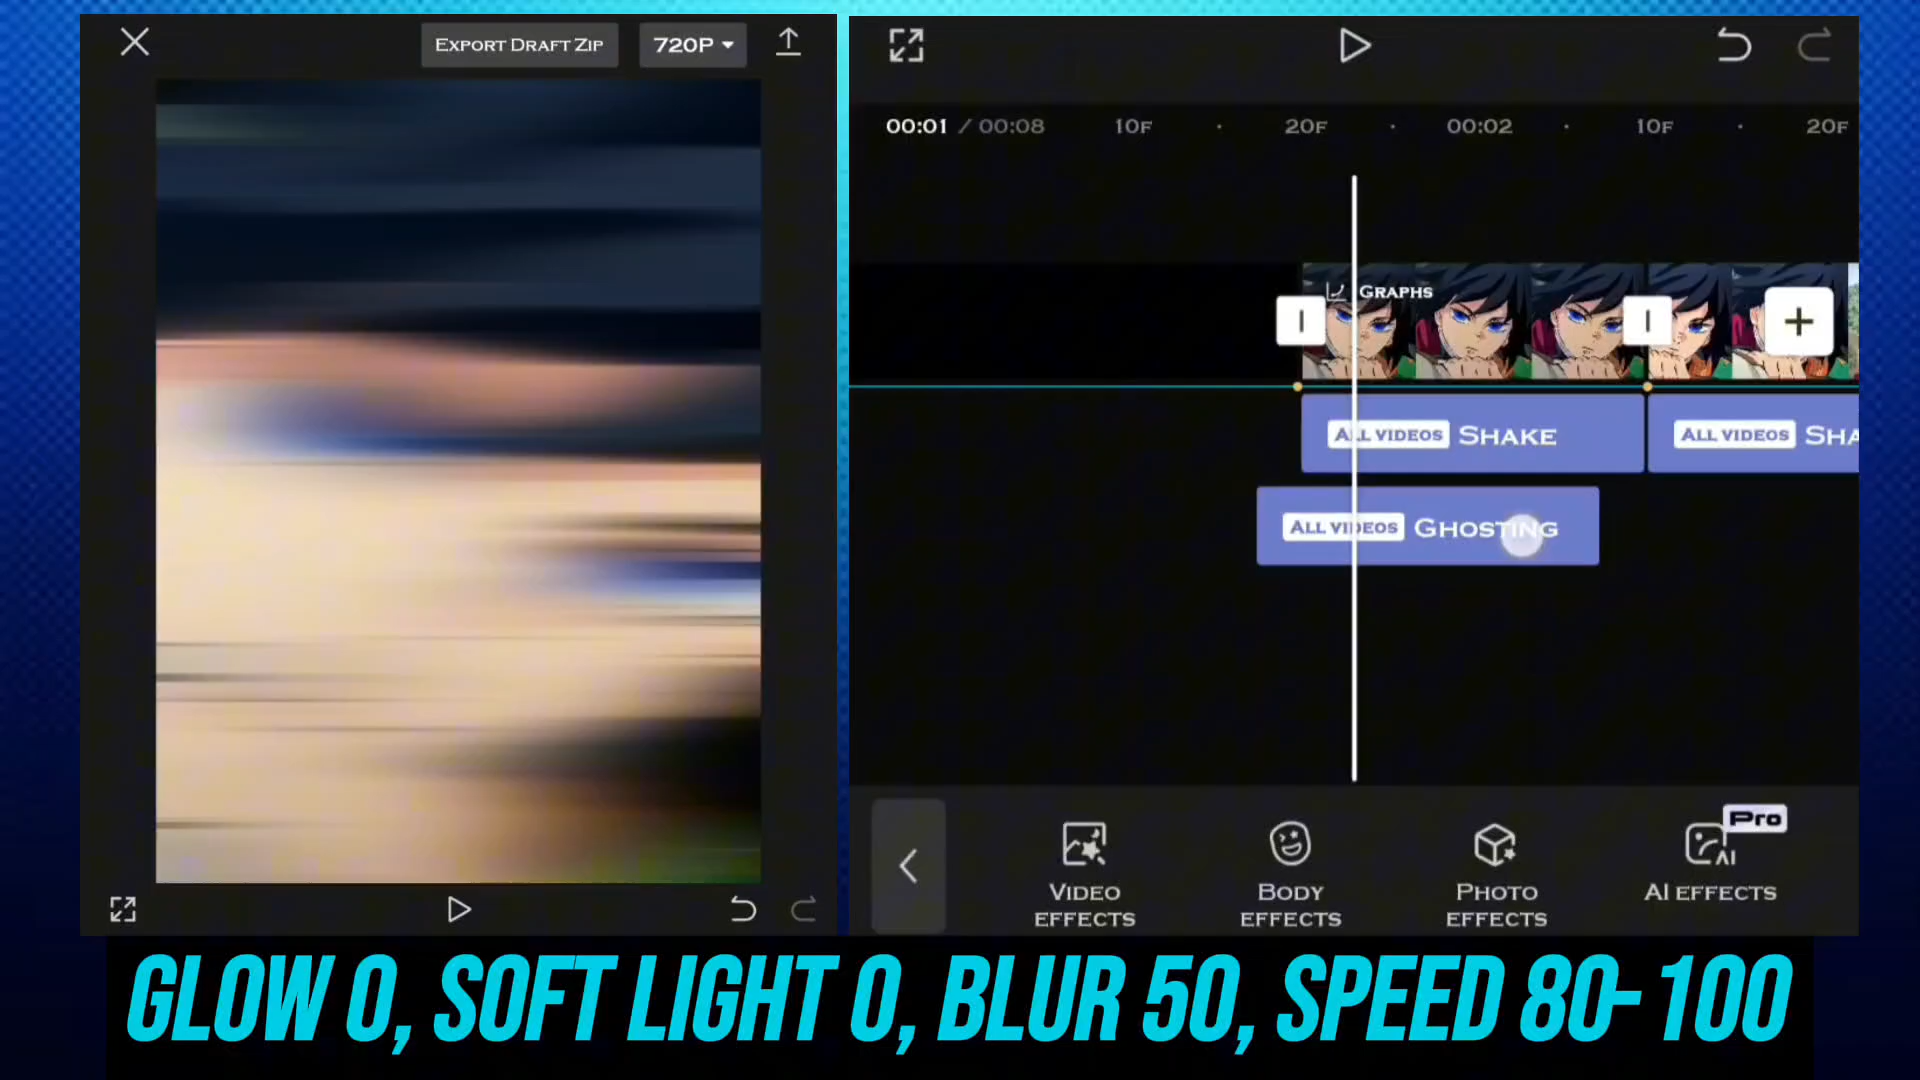 EXPORT DRAFT ZIP
720P
00:01 / 00:08
10F
20F
00:02
10F
20F
GRAPHS
ALL VIDEOS SHAKE
ALL VIDEOS SHA
ALL VIDEOS GHOSTING
Pro
AI
VIDEO
EFFECTS
BODY
EFFECTS
PHOTO
EFFECTS
AI EFFECTS
GLOW 0, SOFT LIGHT 0, BLUR 50, SPEED 80-100